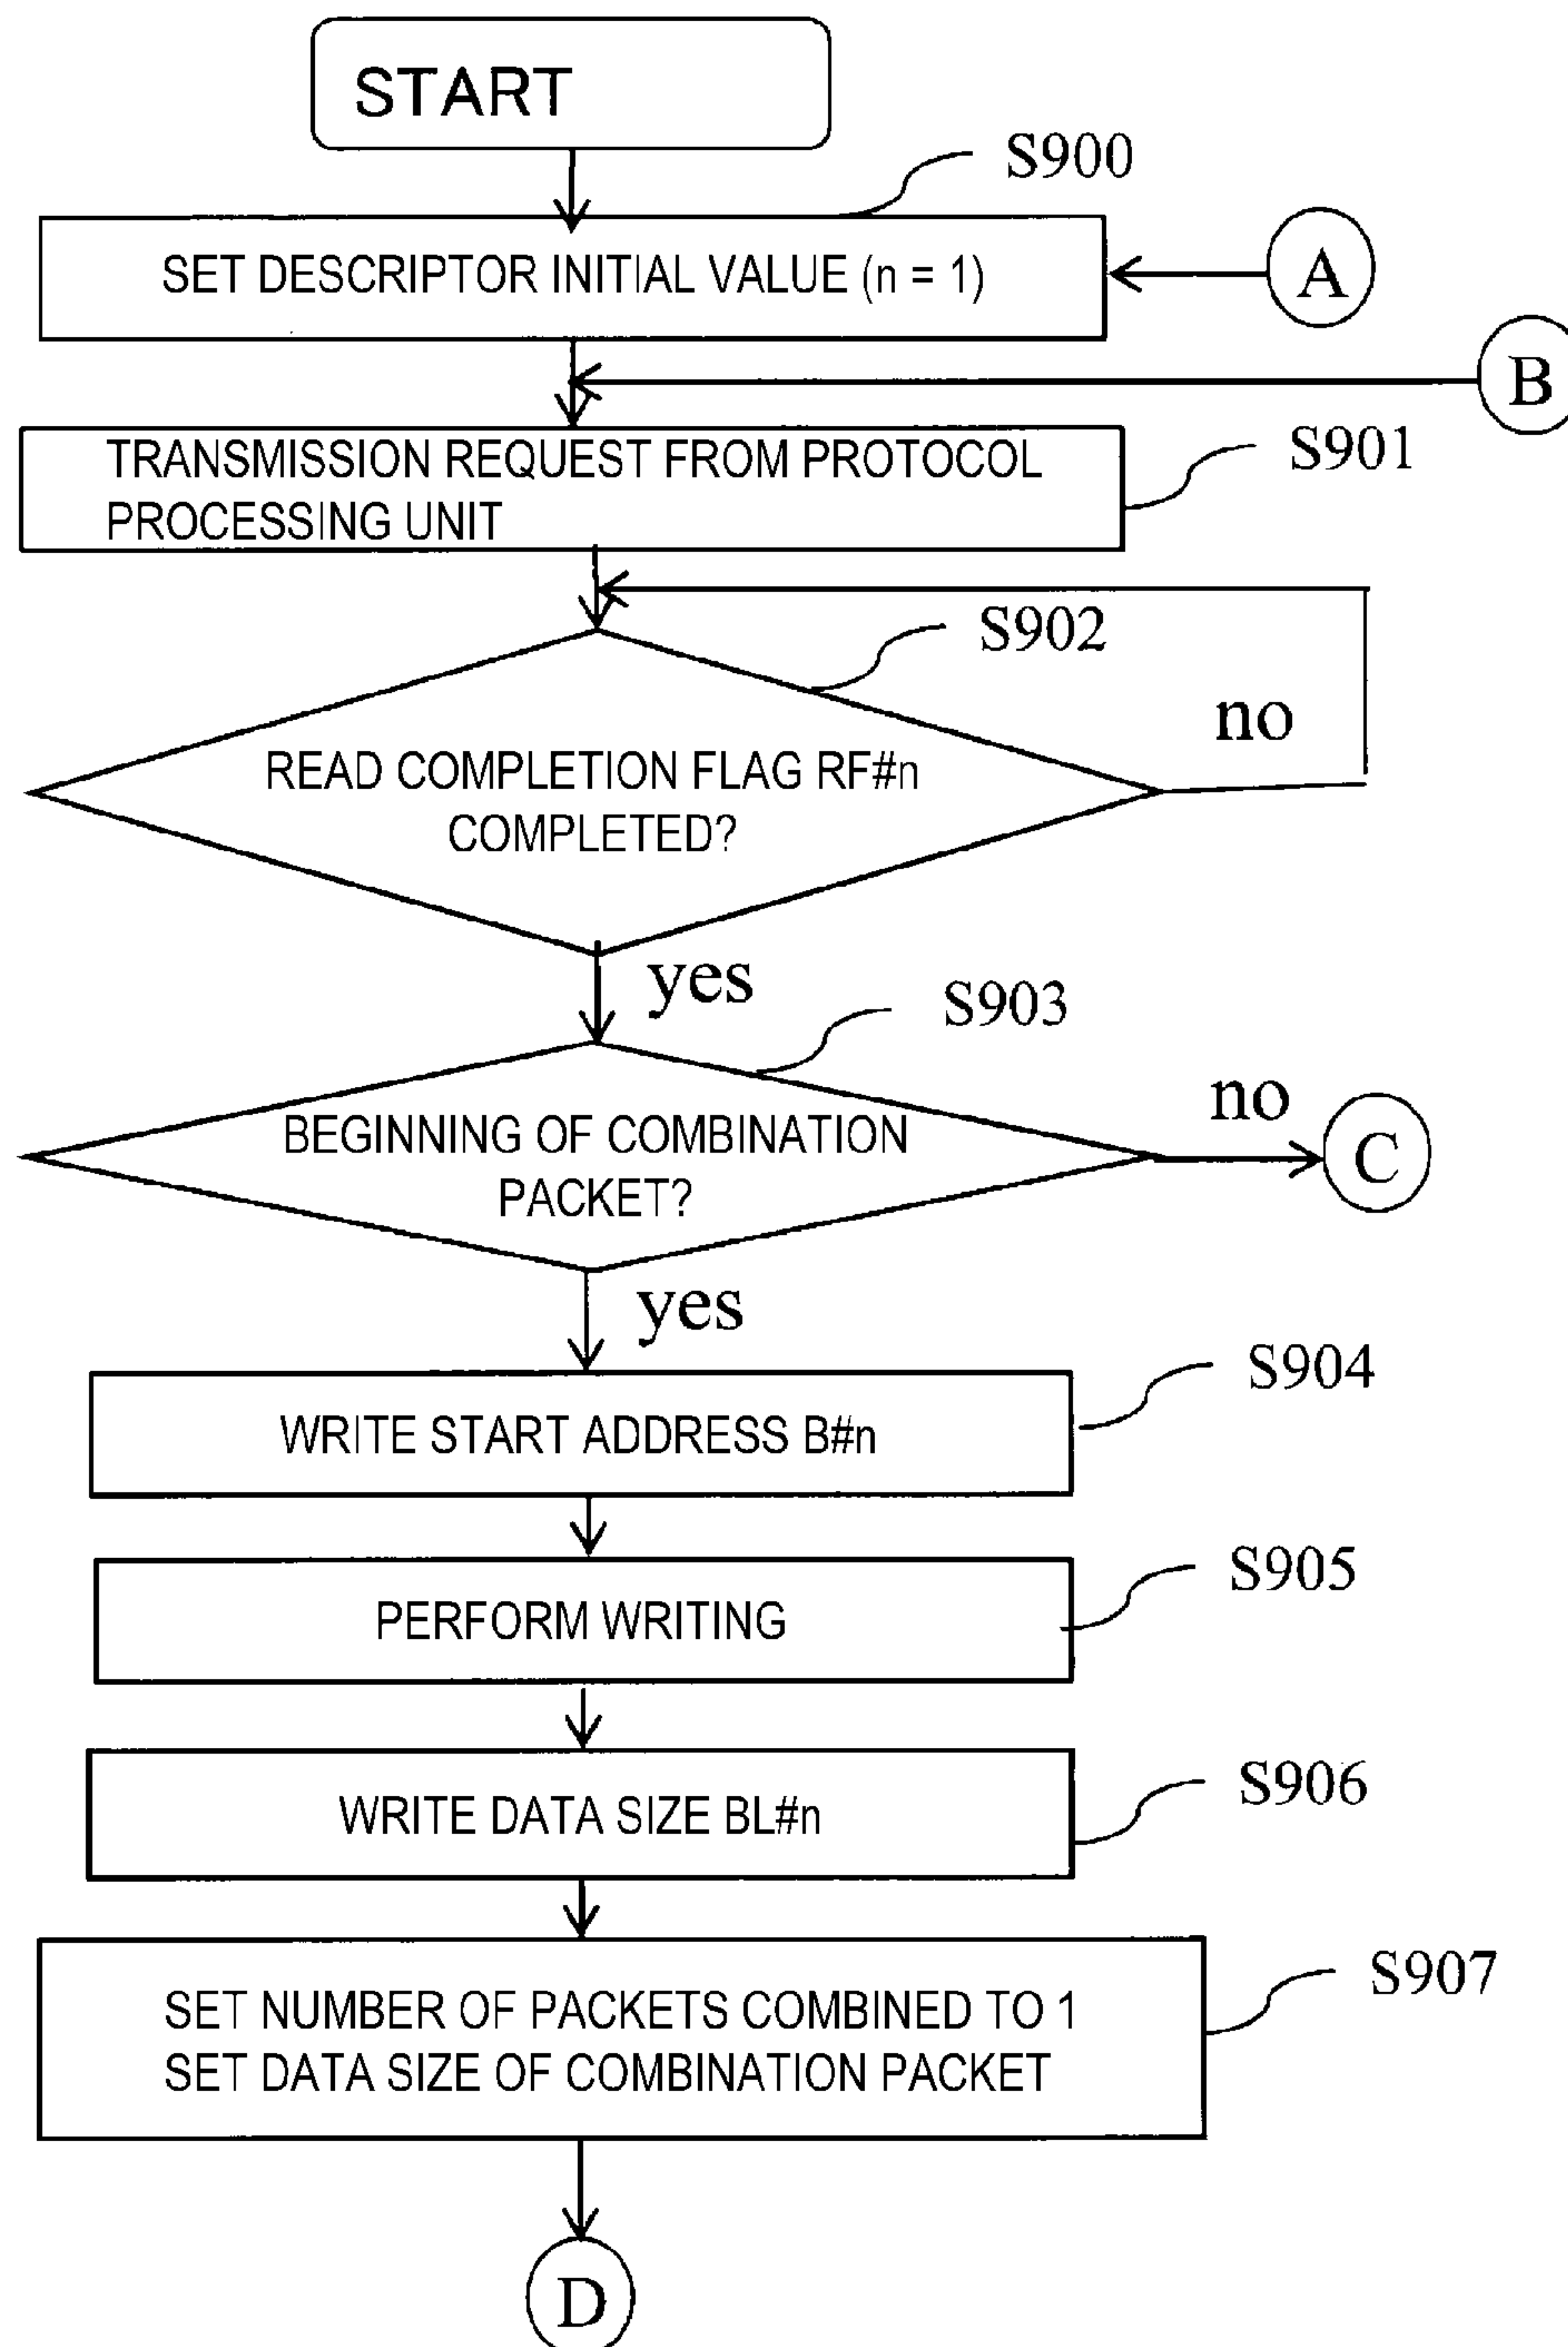 START
S900
SET DESCRIPTOR INITIAL VALUE (n = 1)
A
B
TRANSMISSION REQUEST FROM PROTOCOL
PROCESSING UNIT
S901
S902
no
READ COMPLETION FLAG RF#n
COMPLETED?
yes
S903
no
BEGINNING OF COMBINATION
PACKET?
C
yes
S904
WRITE START ADDRESS B#n
S905
PERFORM WRITING
S906
WRITE DATA SIZE BL#n
S907
SET NUMBER OF PACKETS COMBINED TO 1
SET DATA SIZE OF COMBINATION PACKET
D